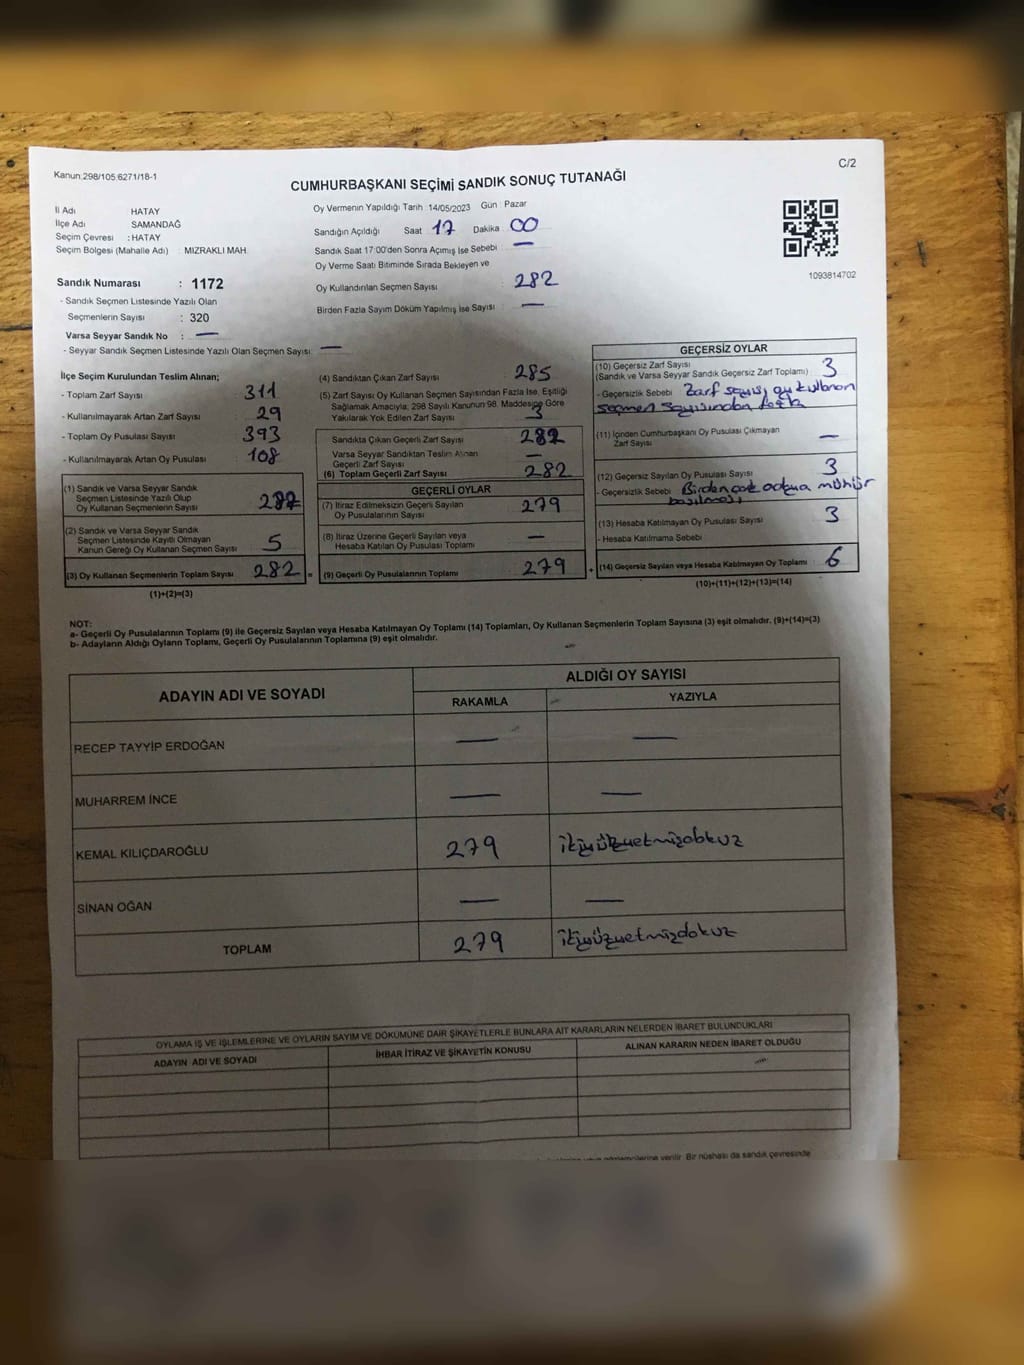 Kanun:298/105:6271/18-1
C/2
CUMHURBAŞKANI SEÇİMİ SANDIK SONUÇ TUTANAĞI
İl Adı HATAY
İlçe Adı SAMANDAĞ
Seçim Çevresi : HATAY
Seçim Bölgesi (Mahalle Adı) : MIZRAKLI MAH.
Sandık Numarası : 1172
- Sandık Seçmen Listesinde Yazılı Olan
Seçmenlerin Sayısı : 320
Varsa Seyyar Sandık No : —
- Seyyar Sandık Seçmen Listesinde Yazılı Olan Seçmen Sayısı: —
Oy Vermenin Yapıldığı Tarih 14/05/2023 Gün : Pazar
Sandığın Açıldığı Saat 17 Dakika 00
Sandık Saat 17:00'den Sonra Açımış İse Sebebi —
Oy Verme Saati Bitiminde Sırada Bekleyen ve
Oy Kullandırılan Seçmen Sayısı : 282
Birden Fazla Sayım Döküm Yapılmış İse Sayısı : —
1093814702
İlçe Seçim Kurulundan Teslim Alınan;
- Toplam Zarf Sayısı : 311
- Kullanılmayarak Artan Zarf Sayısı : 29
- Toplam Oy Pusulası Sayısı : 393
- Kullanılmayarak Artan Oy Pusulası : 108
(1) Sandık ve Varsa Seyyar Sandık
Seçmen Listesinde Yazılı Olup
Oy Kullanan Seçmenlerin Sayısı :
(2) Sandık ve Varsa Seyyar Sandık
Seçmen Listesinde Kayıtlı Olmayan
Kanun Gereği Oy Kullanan Seçmen Sayısı : 5
(3) Oy Kullanan Seçmenlerin Toplam Sayısı : 282
(1)+(2)=(3)
(4) Sandıktan Çıkan Zarf Sayısı : 285
(5) Zarf Sayısı Oy Kullanan Seçmen Sayısından Fazla İse, Eşitliği
Sağlamak Amacıyla; 298 Sayılı Kanunun 98. Maddesine Göre
Yakılarak Yok Edilen Zarf Sayısı : 3
Sandıkta Çıkan Geçerli Zarf Sayısı : 282
Varsa Seyyar Sandıktan Teslim Alınan
Geçerli Zarf Sayısı : —
(6) Toplam Geçerli Zarf Sayısı : 282
GEÇERLİ OYLAR
(7) İtiraz Edilmeksizin Geçerli Sayılan
Oy Pusulalarının Sayısı : 279
(8) İtiraz Üzerine Geçerli Sayılan veya
Hesaba Katılan Oy Pusulası Toplamı : —
(9) Geçerli Oy Pusulalarının Toplamı : 279
GEÇERSİZ OYLAR
(10) Geçersiz Zarf Sayısı : 3
(Sandık ve Varsa Seyyar Sandık Geçersiz Zarf Toplamı)
- Geçersizlik Sebebi : Zarf sayısı, oy kullanan
seçmen sayısından fazla
(11) İçinden Cumhurbaşkanı Oy Pusulası Çıkmayan
Zarf Sayısı : —
(12) Geçersiz Sayılan Oy Pusulası Sayısı : 3
- Geçersizlik Sebebi : Birden çok adaya mühür
basılması
(13) Hesaba Katılmayan Oy Pusulası Sayısı : 3
- Hesaba Katılmama Sebebi :
(14) Geçersiz Sayılan veya Hesaba Katılmayan Oy Toplamı : 6
(10)+(11)+(12)+(13)=(14)
NOT:
a- Geçerli Oy Pusulalarının Toplamı (9) ile Geçersiz Sayılan veya Hesaba Katılmayan Oy Toplamı (14) Toplamları, Oy Kullanan Seçmenlerin Toplam Sayısına (3) eşit olmalıdır. (9)+(14)=(3)
b- Adayların Aldığı Oyların Toplamı, Geçerli Oy Pusulalarının Toplamına (9) eşit olmalıdır.
ADAYIN ADI VE SOYADI
ALDIĞI OY SAYISI
RAKAMLA YAZIYLA
RECEP TAYYİP ERDOĞAN — —
MUHARREM İNCE — —
KEMAL KILIÇDAROĞLU 279 ikiyüzyetmişdokuz
SİNAN OĞAN — —
TOPLAM 279 ikiyüzyetmişdokuz
OYLAMA İŞ VE İŞLEMLERİNE VE OYLARIN SAYIM VE DÖKÜMÜNE DAİR ŞİKAYETLERLE BUNLARA AİT KARARLARIN NELERDEN İBARET BULUNDUKLARI
ADAYIN ADI VE SOYADI İHBAR İTİRAZ VE ŞİKAYETİN KONUSU ALINAN KARARIN NEDEN İBARET OLDUĞU
verilir. Bir nüshası da sandık çevresinde